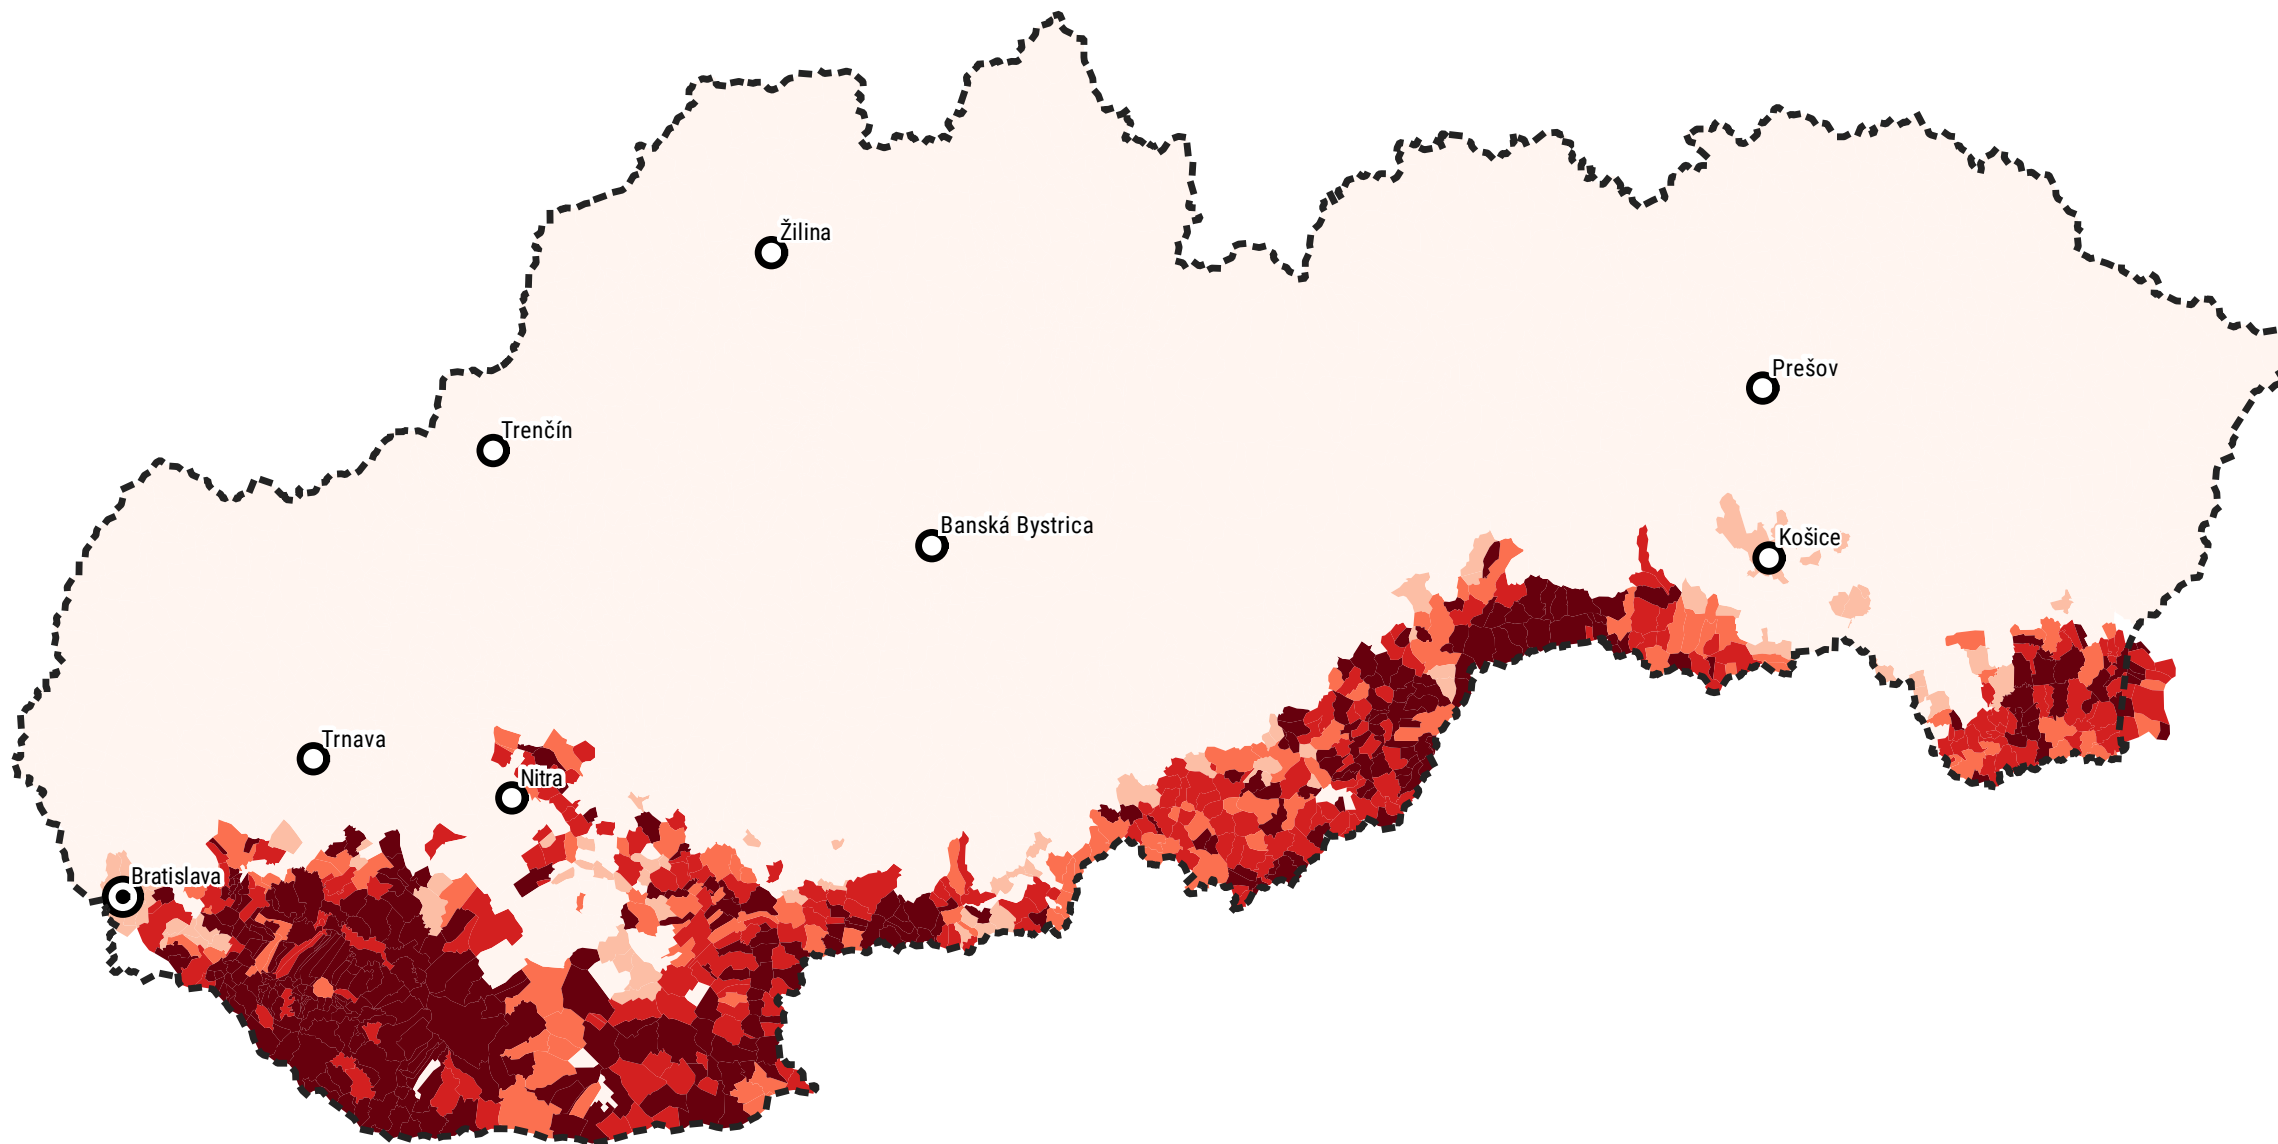 Žilina
Prešov
Trenčín
Banská Bystrica
Košice
Trnava
Nitra
Bratislava